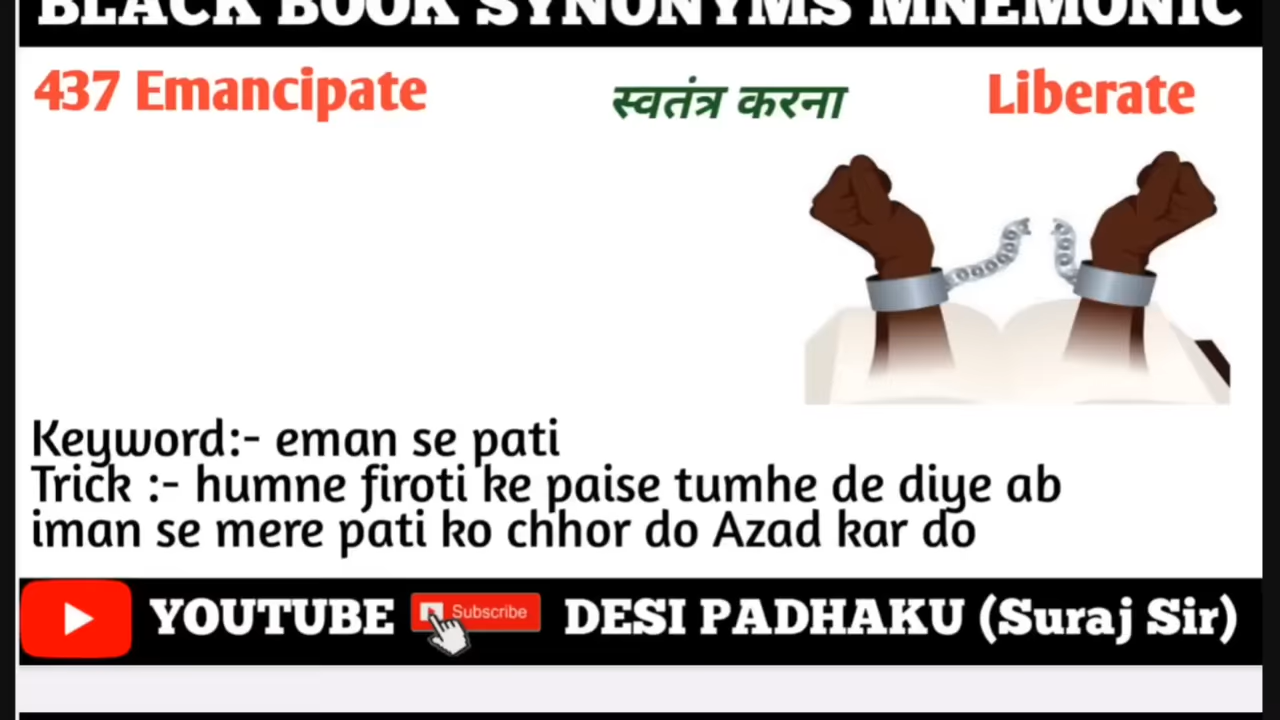 BLACK BOOK SYNONYMS MNEMONIC
437 Emancipate स्वतंत्र करना Liberate
Keyword:- eman se pati
Trick :- humne firoti ke paise tumhe de diye ab
iman se mere pati ko chhor do Azad kar do
YOUTUBE Subscribe DESI PADHAKU (Suraj Sir)